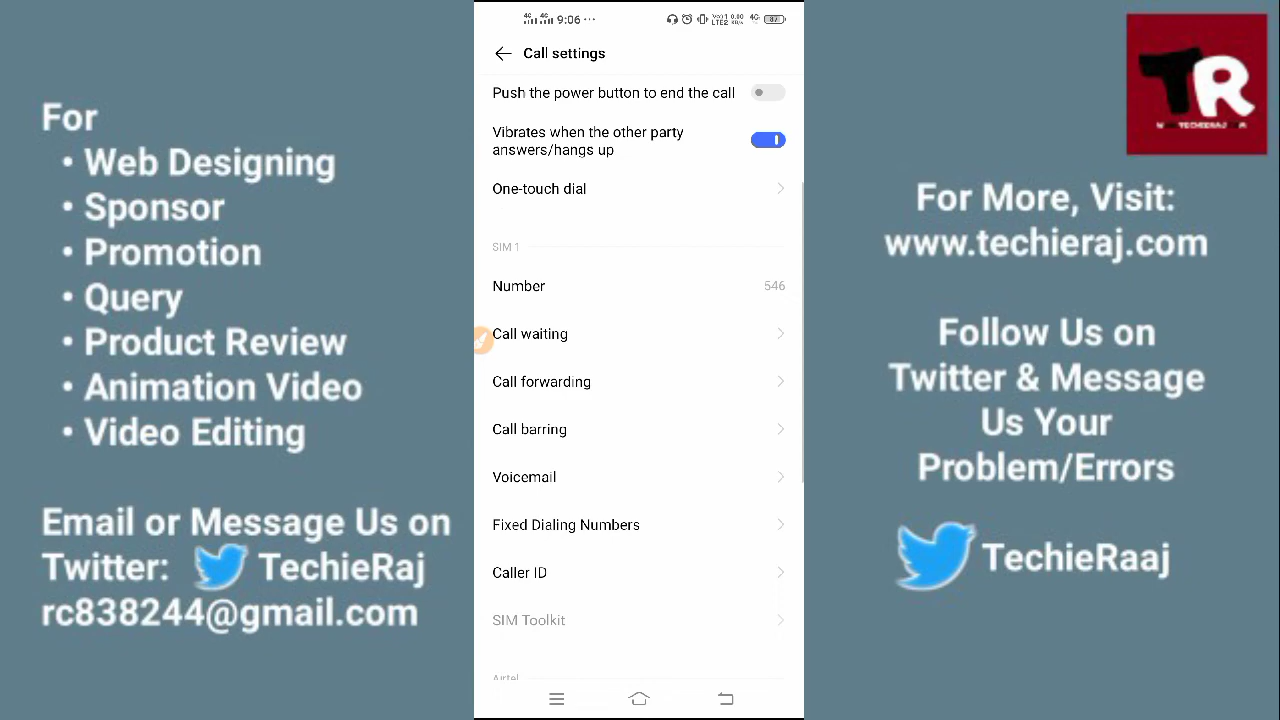 For
• Web Designing
• Sponsor
• Promotion
• Query
• Product Review
• Animation Video
• Video Editing
Email or Message Us on
Twitter: TechieRaj
rc838244@gmail.com
4G 4G 9:06 ···
4G 87
Call settings
Push the power button to end the call
Vibrates when the other party
answers/hangs up
One-touch dial
SIM 1
Number 546
Call waiting
Call forwarding
Call barring
Voicemail
Fixed Dialing Numbers
Caller ID
SIM Toolkit
Airtel
TR
For More, Visit:
www.techieraj.com
Follow Us on
Twitter & Message
Us Your
Problem/Errors
TechieRaaj